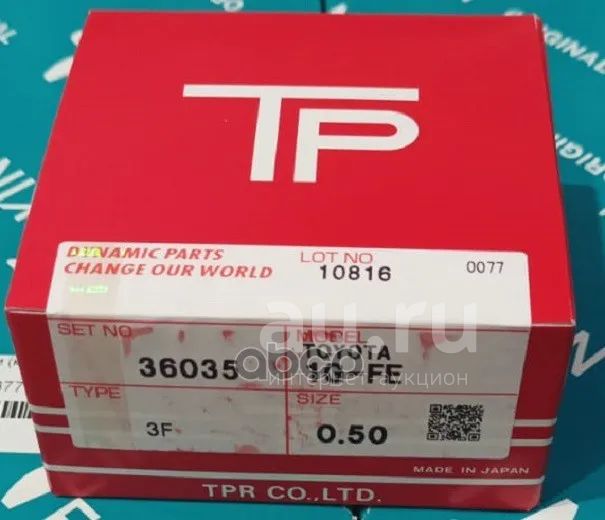 TP
DYNAMIC PARTS
CHANGE OUR WORLD
LOT NO
10816
0077
SET NO
36035
MODEL
TOYOTA
TYPE
3F
SIZE
0.50
MADE IN JAPAN
TPR CO.,LTD.
au.ru
интернет-аукцион